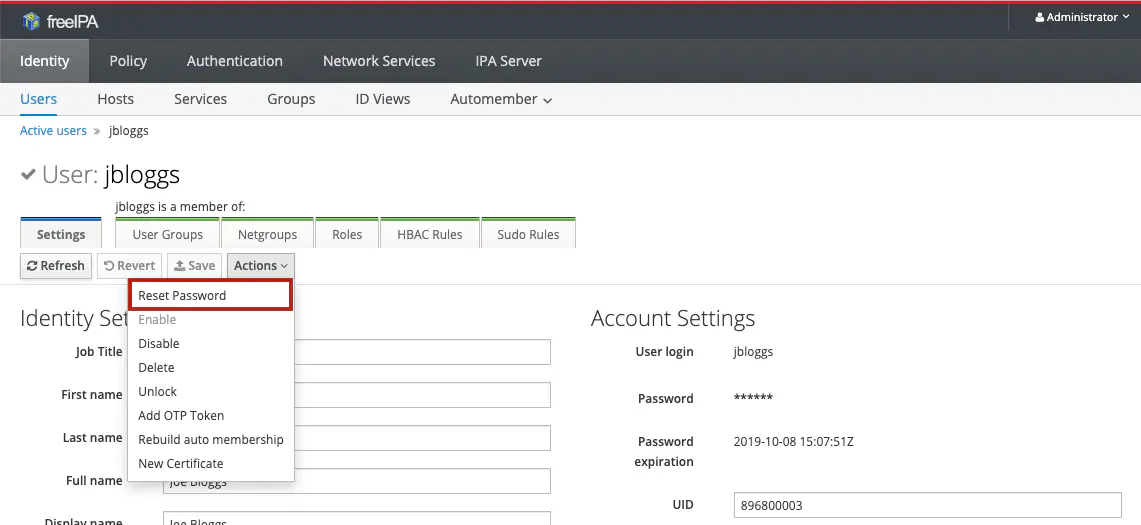 freeIPA
Administrator
Identity Policy Authentication Network Services IPA Server
Users Hosts Services Groups ID Views Automember
Active users » jbloggs
User: jbloggs
jbloggs is a member of:
Settings User Groups Netgroups Roles HBAC Rules Sudo Rules
Refresh Revert Save Actions
Reset Password
Enable
Disable
Delete
Unlock
Add OTP Token
Rebuild auto membership
New Certificate
Identity Set
Job Title
First name
Last name
Full name Joe Bloggs
Display name Joe Bloggs
Account Settings
User login jbloggs
Password ******
Password expiration 2019-10-08 15:07:51Z
UID 896800003